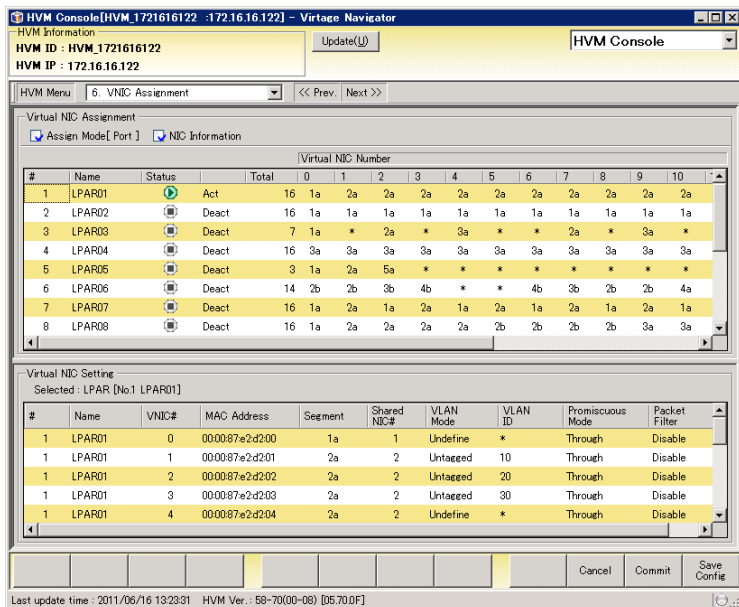 HVM Console[HVM_1721616122 :172.16.16.122] - Virtage Navigator
HVM Information
HVM ID : HVM_1721616122
HVM IP : 172.16.16.122
Update(U)
HVM Console
HVM Menu 6. VNIC Assignment << Prev. Next >>
Virtual NIC Assignment
Assign Mode[ Port ] NIC Information
Virtual NIC Number
# Name Status Total 0 1 2 3 4 5 6 7 8 9 10
1 LPAR01 Act 16 1a 2a 2a 2a 2a 2a 2a 2a 2a 2a 2a
2 LPAR02 Deact 16 1a 1a 1a 1a 1a 1a 1a 1a 1a 1a 1a
3 LPAR03 Deact 7 1a * 2a * 3a * * 2a * 3a *
4 LPAR04 Deact 16 3a 3a 3a 3a 3a 3a 3a 3a 3a 3a 3a
5 LPAR05 Deact 3 1a 2a 5a * * * * * * * *
6 LPAR06 Deact 14 2b 2b 3b 4b * * 4b 3b 2b 2b 4a
7 LPAR07 Deact 16 1a 2a 1a 2a 1a 2a 1a 2a 1a 2a 1a
8 LPAR08 Deact 16 1a 2a 1a 2a 2a 2b 2b 2b 2b 3a 3a
Virtual NIC Setting
Selected : LPAR [No.1 LPAR01]
# Name VNIC# MAC Address Segment Shared NIC# VLAN Mode VLAN ID Promiscuous Mode Packet Filter
1 LPAR01 0 00:00:87:e2:d2:00 1a 1 Undefine * Through Disable
1 LPAR01 1 00:00:87:e2:d2:01 2a 2 Untagged 10 Through Disable
1 LPAR01 2 00:00:87:e2:d2:02 2a 2 Untagged 20 Through Disable
1 LPAR01 3 00:00:87:e2:d2:03 2a 2 Untagged 30 Through Disable
1 LPAR01 4 00:00:87:e2:d2:04 2a 2 Undefine * Through Disable
Cancel Commit Save Config
Last update time : 2011/06/16 13:23:31 HVM Ver. : 58-70(00-08) [05.70.0F]